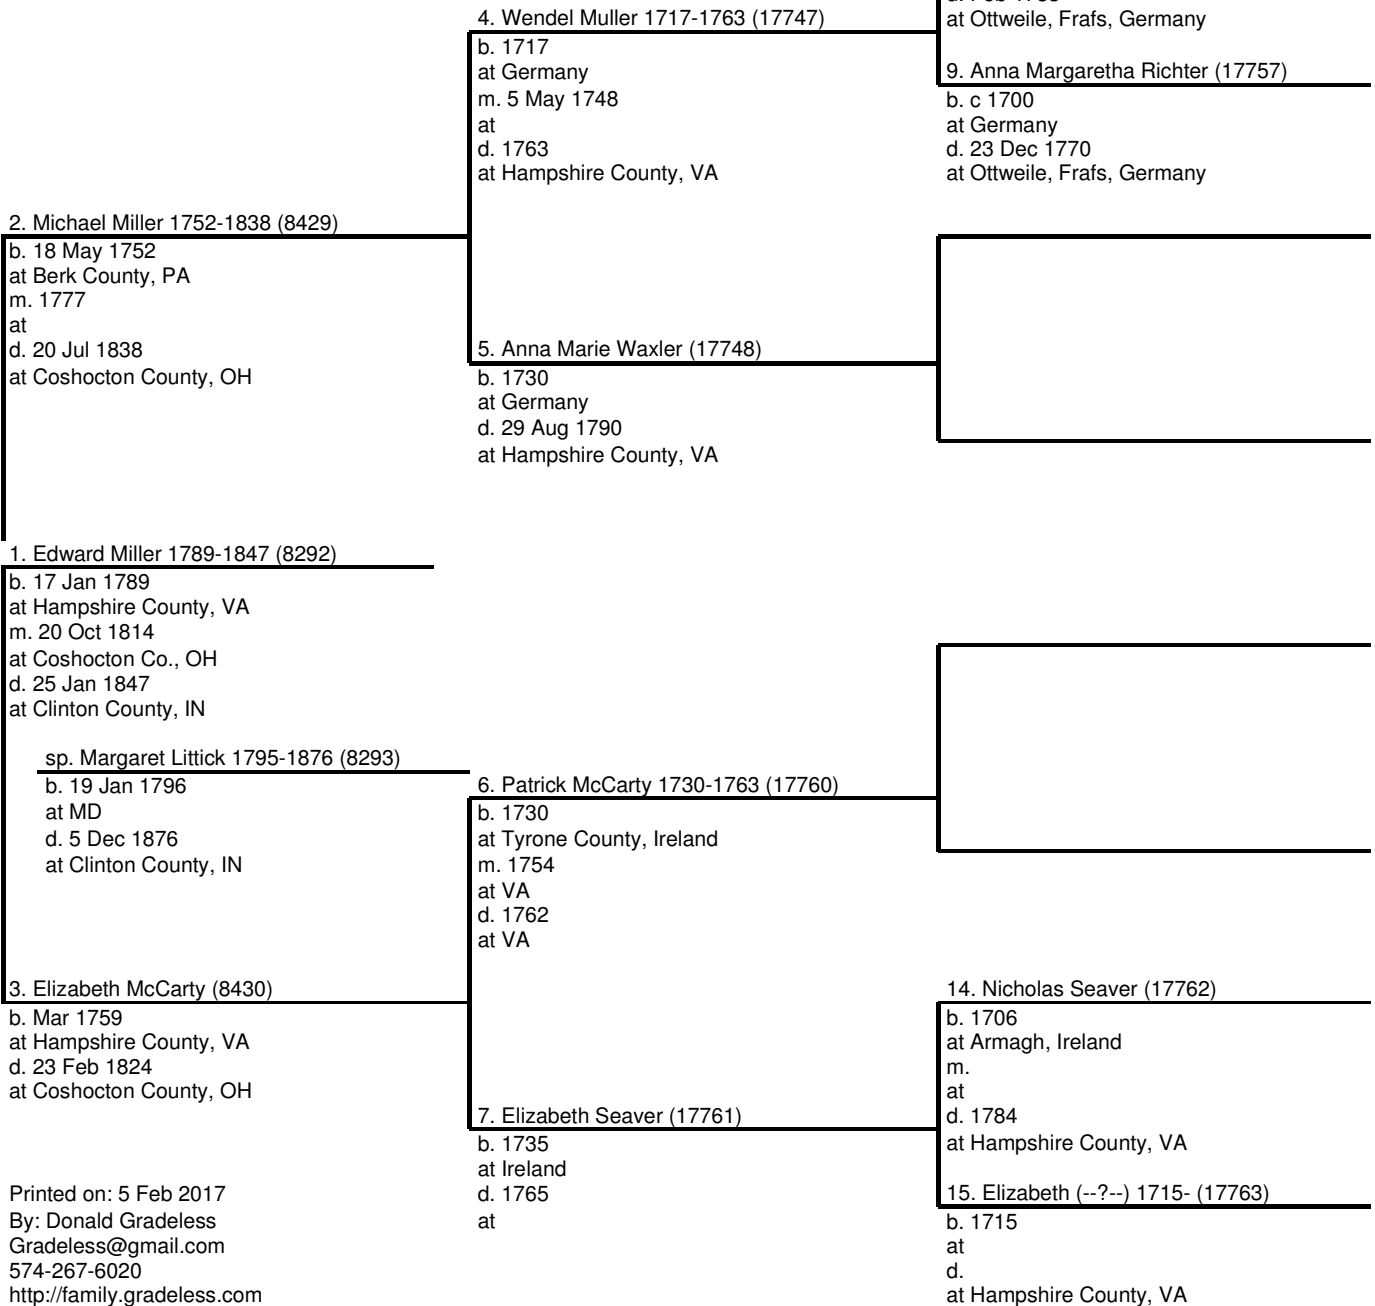 4. Wendel Muller 1717-1763 (17747)
b. 1717
at Germany
m. 5 May 1748
at
d. 1763
at Hampshire County, VA
at Ottweile, Frafs, Germany
9. Anna Margaretha Richter (17757)
b. c 1700
at Germany
d. 23 Dec 1770
at Ottweile, Frafs, Germany
2. Michael Miller 1752-1838 (8429)
b. 18 May 1752
at Berk County, PA
m. 1777
at
d. 20 Jul 1838
at Coshocton County, OH
5. Anna Marie Waxler (17748)
b. 1730
at Germany
d. 29 Aug 1790
at Hampshire County, VA
1. Edward Miller 1789-1847 (8292)
b. 17 Jan 1789
at Hampshire County, VA
m. 20 Oct 1814
at Coshocton Co., OH
d. 25 Jan 1847
at Clinton County, IN
sp. Margaret Littick 1795-1876 (8293)
b. 19 Jan 1796
at MD
d. 5 Dec 1876
at Clinton County, IN
6. Patrick McCarty 1730-1763 (17760)
b. 1730
at Tyrone County, Ireland
m. 1754
at VA
d. 1762
at VA
3. Elizabeth McCarty (8430)
b. Mar 1759
at Hampshire County, VA
d. 23 Feb 1824
at Coshocton County, OH
14. Nicholas Seaver (17762)
b. 1706
at Armagh, Ireland
m.
at
d. 1784
at Hampshire County, VA
7. Elizabeth Seaver (17761)
b. 1735
at Ireland
d. 1765
at
15. Elizabeth (--?--) 1715- (17763)
b. 1715
at
d.
at Hampshire County, VA
Printed on: 5 Feb 2017
By: Donald Gradeless
Gradeless@gmail.com
574-267-6020
http://family.gradeless.com